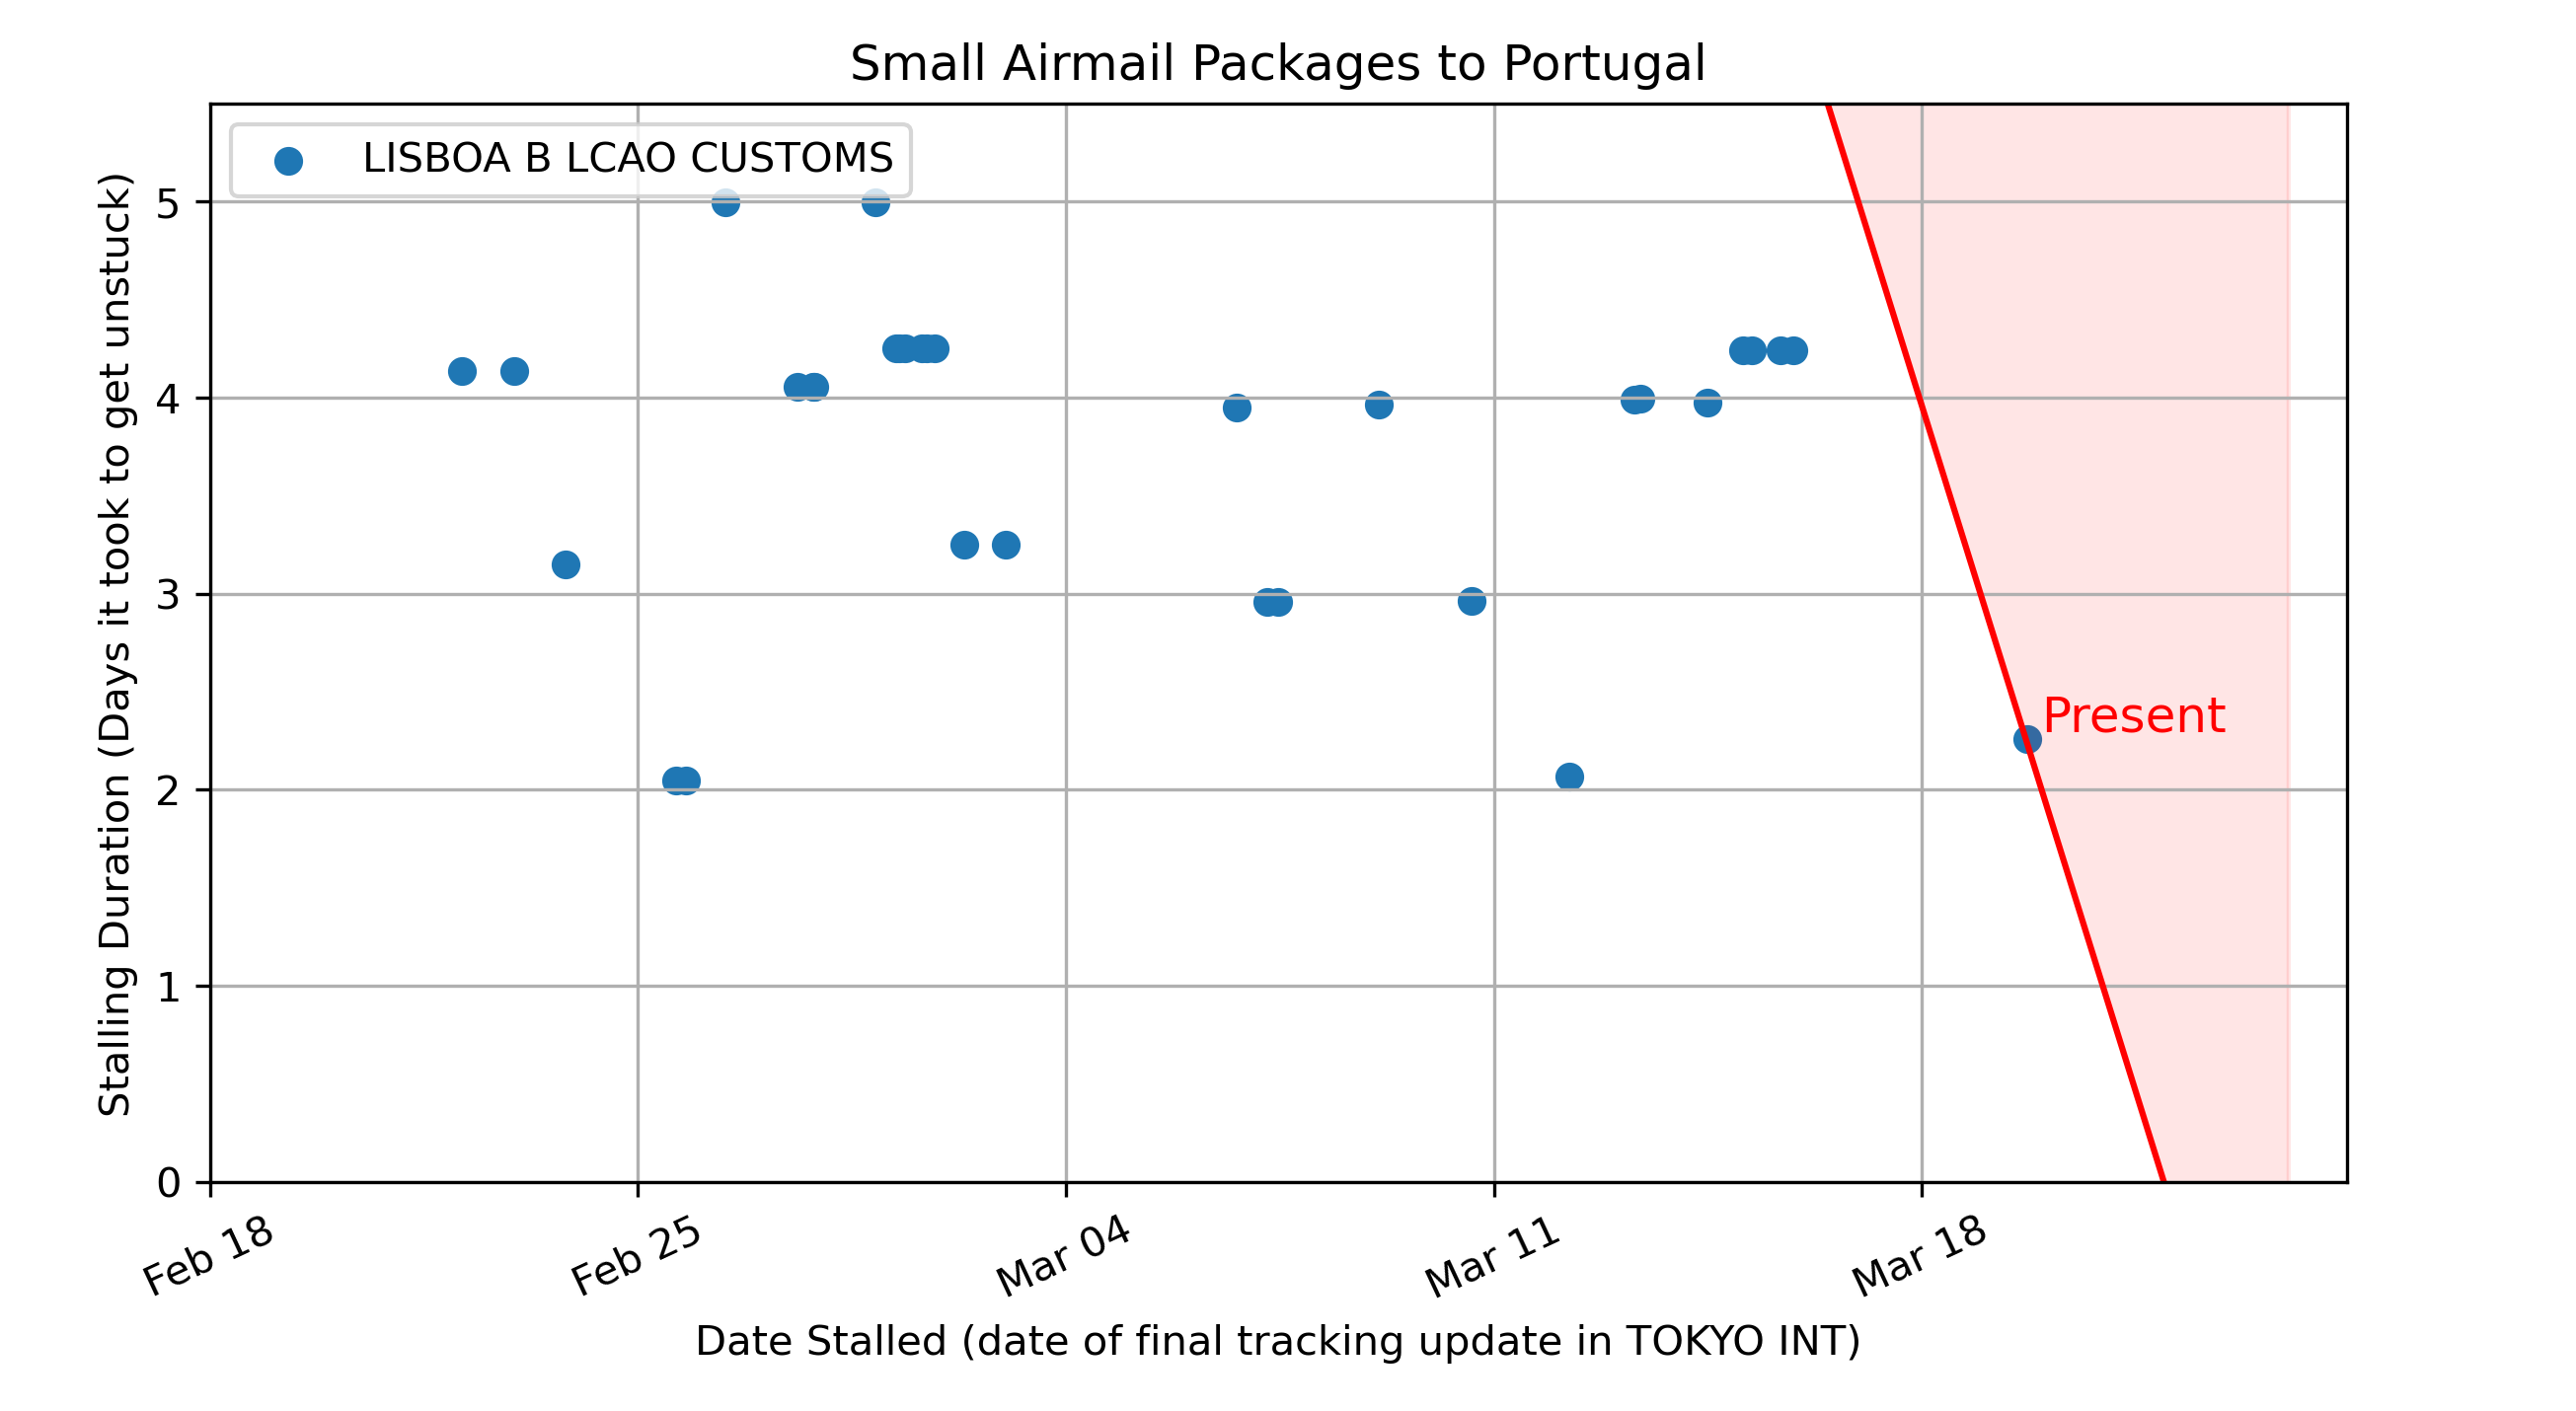 Small Airmail Packages to Portugal
LISBOA B LCAO CUSTOMS
Stalling Duration (Days it took to get unstuck)
5
4
3
2
1
0
Present
Feb 18
Feb 25
Mar 04
Mar 11
Mar 18
Date Stalled (date of final tracking update in TOKYO INT)